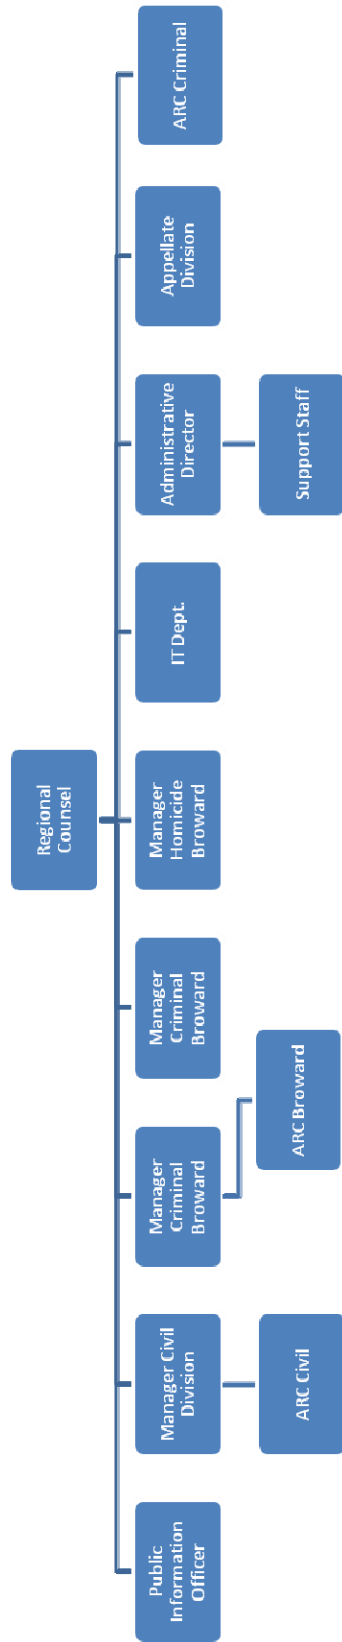 Regional
Counsel
Public
Information
Officer
Manager Civil
Division
Manager
Criminal
Broward
Manager
Criminal
Broward
Manager
Homicide
Broward
IT Dept.
Administrative
Director
Appellate
Division
ARC Criminal
ARC Civil
ARC Broward
Support Staff